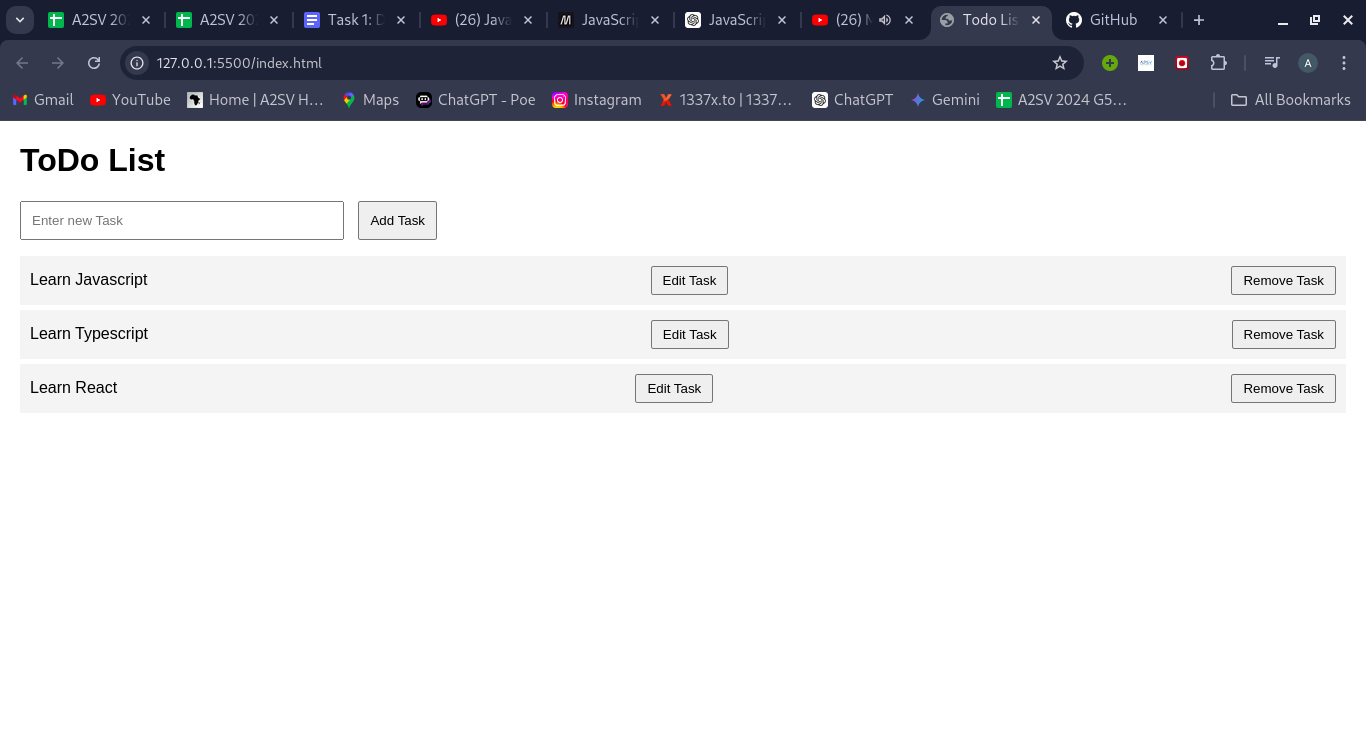 A2SV 20 A2SV 20 Task 1: D (26) Java JavaScri JavaScri (26) Todo Lis GitHub
127.0.0.1:5500/index.html
Gmail YouTube Home | A2SV H... Maps ChatGPT - Poe Instagram 1337x.to | 1337... ChatGPT Gemini A2SV 2024 G5... All Bookmarks
ToDo List
Enter new Task Add Task
Learn Javascript Edit Task Remove Task
Learn Typescript Edit Task Remove Task
Learn React Edit Task Remove Task